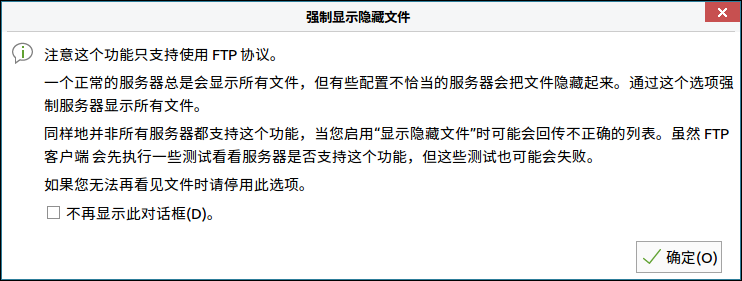 强制显示隐藏文件
注意这个功能只支持使用 FTP 协议。
一个正常的服务器总是会显示所有文件，但有些配置不恰当的服务器会把文件隐藏起来。通过这个选项强
制服务器显示所有文件。
同样地并非所有服务器都支持这个功能，当您启用“显示隐藏文件”时可能会回传不正确的列表。虽然 FTP
客户端 会先执行一些测试看看服务器是否支持这个功能，但这些测试也可能会失败。
如果您无法再看见文件时请停用此选项。
不再显示此对话框(D)。
确定(O)